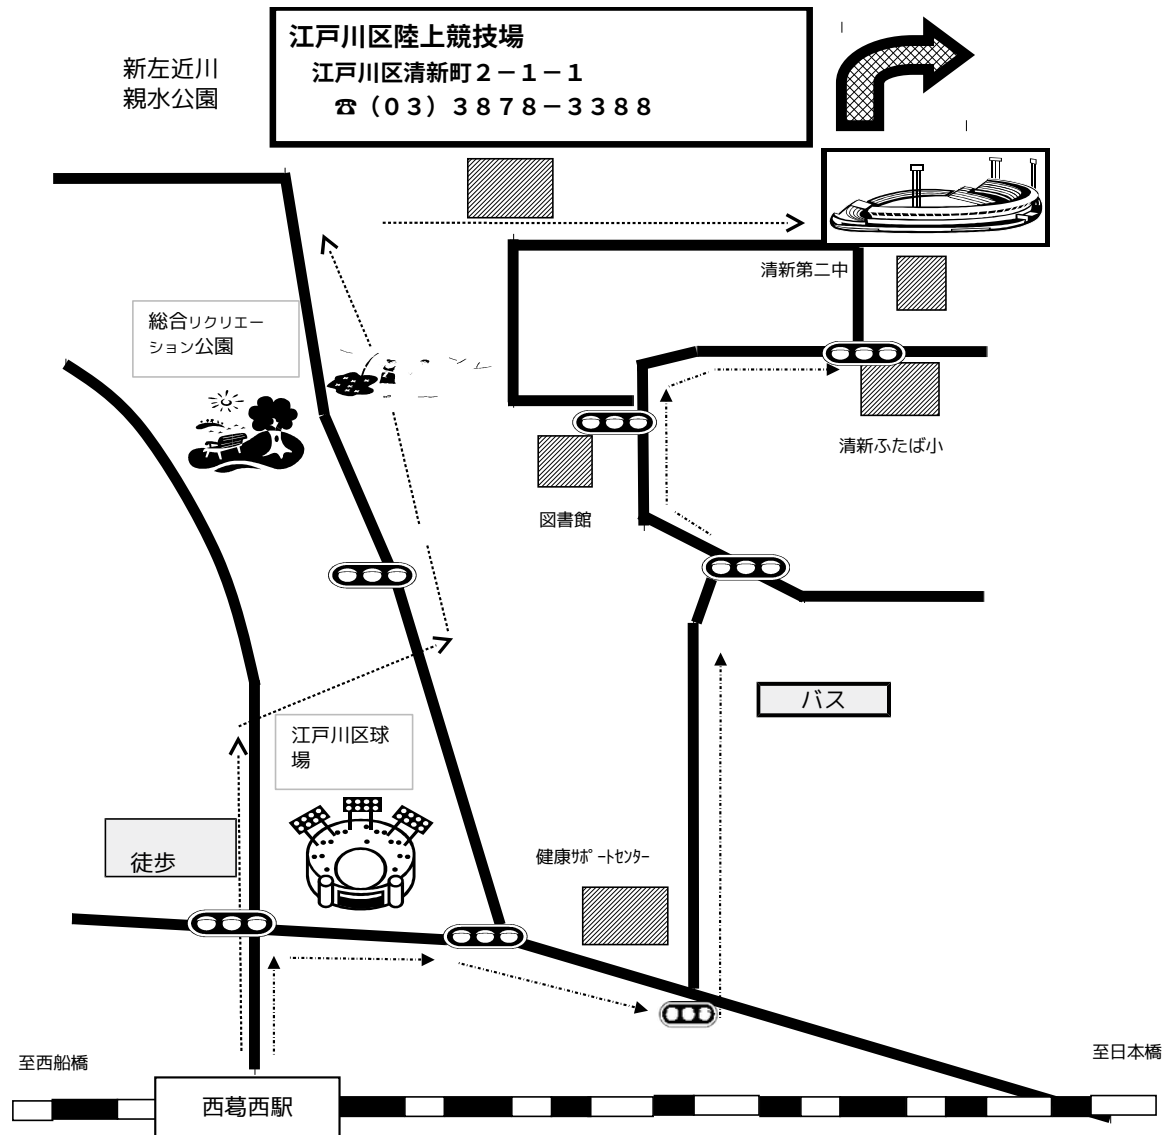 江戸川区陸上競技場
江戸川区清新町２－１－１
☎（０３）３８７８－３３８８
新左近川
親水公園
清新第二中
総合リクリエー
ション公園
清新ふたば小
図書館
バス
江戸川区球
場
徒歩
健康ｻﾎﾟｰﾄｾﾝﾀｰ
至西船橋
至日本橋
西葛西駅